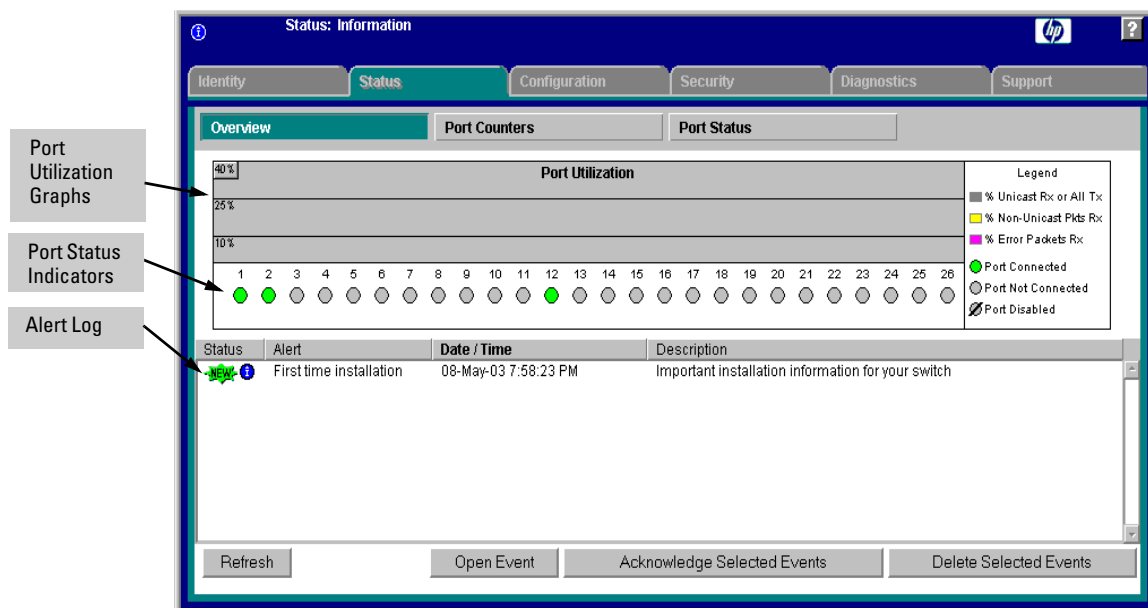 Status: Information
hp
?
Identity
Status
Configuration
Security
Diagnostics
Support
Overview
Port Counters
Port Status
Port
Utilization
Graphs
40%
Port Utilization
25%
10%
Legend
% Unicast Rx or All Tx
% Non-Unicast Pkts Rx
% Error Packets Rx
Port Connected
Port Not Connected
Port Disabled
Port Status
Indicators
1 2 3 4 5 6 7 8 9 10 11 12 13 14 15 16 17 18 19 20 21 22 23 24 25 26
Alert Log
Status Alert Date / Time Description
NEW i First time installation 08-May-03 7:58:23 PM Important installation information for your switch
Refresh
Open Event
Acknowledge Selected Events
Delete Selected Events